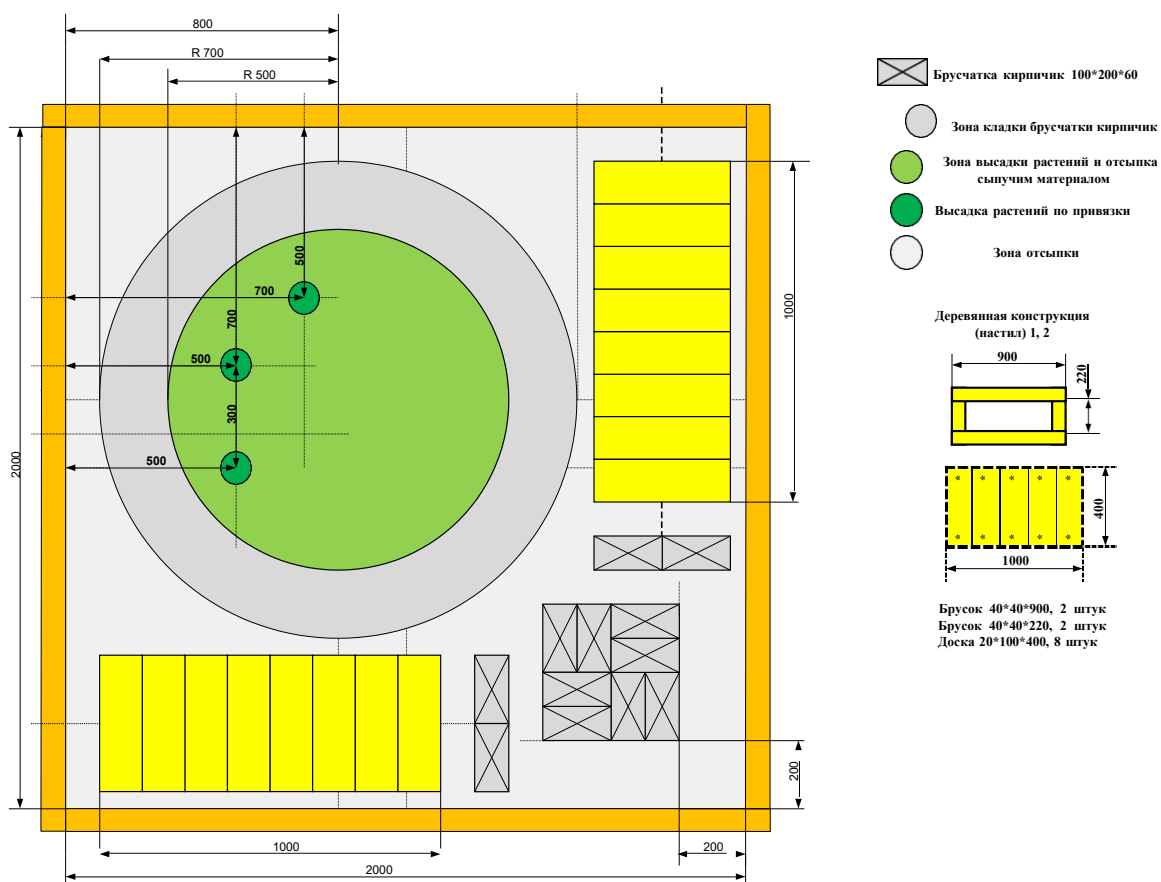 800
R 700
R 500
500
700
700
500
300
500
2000
1000
1000
2000
200
200
Брусчатка кирпичик 100*200*60
Зона кладки брусчатки кирпичик
Зона высадки растений и отсыпка
сыпучим материалом
Высадка растений по привязки
Зона отсыпки
Деревянная конструкция
(настил) 1, 2
900
220
* * * * *
* * * * *
400
1000
Брусок 40*40*900, 2 штук
Брусок 40*40*220, 2 штук
Доска 20*100*400, 8 штук